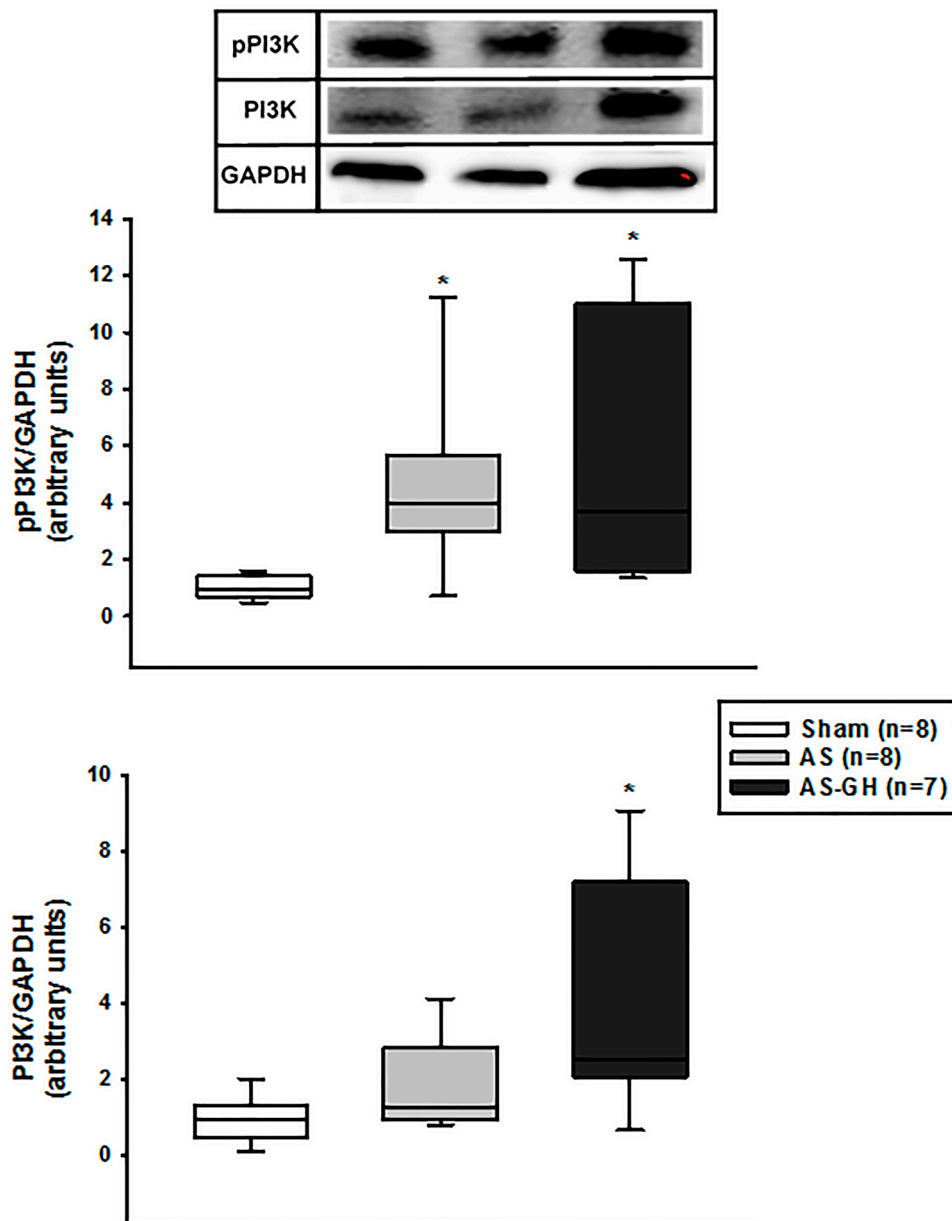 pPI3K
PI3K
GAPDH
14
12
10
8
6
4
2
0
pPI3K/GAPDH
(arbitrary units)
*
*
Sham (n=8)
AS (n=8)
AS-GH (n=7)
10
8
6
4
2
0
PI3K/GAPDH
(arbitrary units)
*